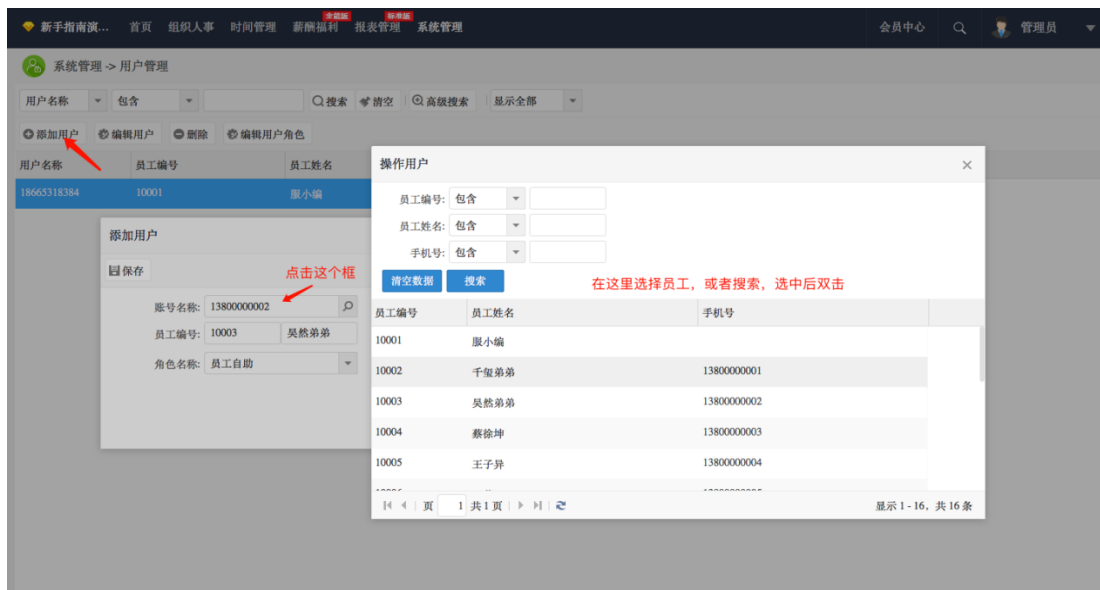 新手指南演... 首页 组织人事 时间管理 薪酬福利 全能版 报表管理 标准版 系统管理 会员中心 管理员
系统管理 -> 用户管理
用户名称 包含 搜索 清空 高级搜索 显示全部
添加用户 编辑用户 删除 编辑用户角色
用户名称 员工编号 员工姓名
18665318384 10001 服小编
添加用户
保存
点击这个框
账号名称: 13800000002
员工编号: 10003 吴然弟弟
角色名称: 员工自助
操作用户 ×
员工编号: 包含
员工姓名: 包含
手机号: 包含
清空数据 搜索
在这里选择员工，或者搜索，选中后双击
员工编号 员工姓名 手机号
10001 服小编
10002 千玺弟弟 13800000001
10003 吴然弟弟 13800000002
10004 蔡徐坤 13800000003
10005 王子异 13800000004
页 1 共 1 页 显示 1 - 16，共 16 条